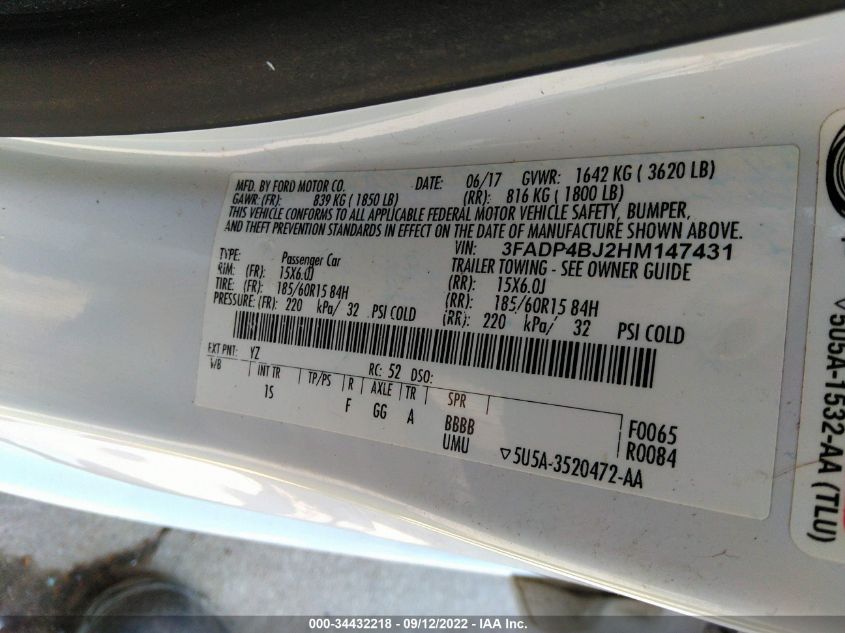 MFD. BY FORD MOTOR CO. DATE: 06/17 GVWR: 1642 KG ( 3620 LB)
GAWR:(FR): 839 KG ( 1850 LB) (RR): 816 KG ( 1800 LB)
THIS VEHICLE CONFORMS TO ALL APPLICABLE FEDERAL MOTOR VEHICLE SAFETY, BUMPER,
AND THEFT PREVENTION STANDARDS IN EFFECT ON THE DATE OF MANUFACTURE SHOWN ABOVE.
VIN: 3FADP4BJ2HM147431
TYPE: Passenger Car TRAILER TOWING - SEE OWNER GUIDE
RIM: (FR): 15X6.0J (RR): 15X6.0J
TIRE: (FR): 185/60R15 84H (RR): 185/60R15 84H
PRESSURE:(FR): 220 kPa/ 32 PSI COLD (RR): 220 kPa/ 32 PSI COLD
EXT PNT: YZ RC: 52 DSO:
WB INT TR TP/PS R AXLE TR SPR
1S F GG A BBBB F0065
UMU R0084
▽5U5A-3520472-AA
▽5U5A-1532-AA (TLU)
000-34432218 - 09/12/2022 - IAA Inc.